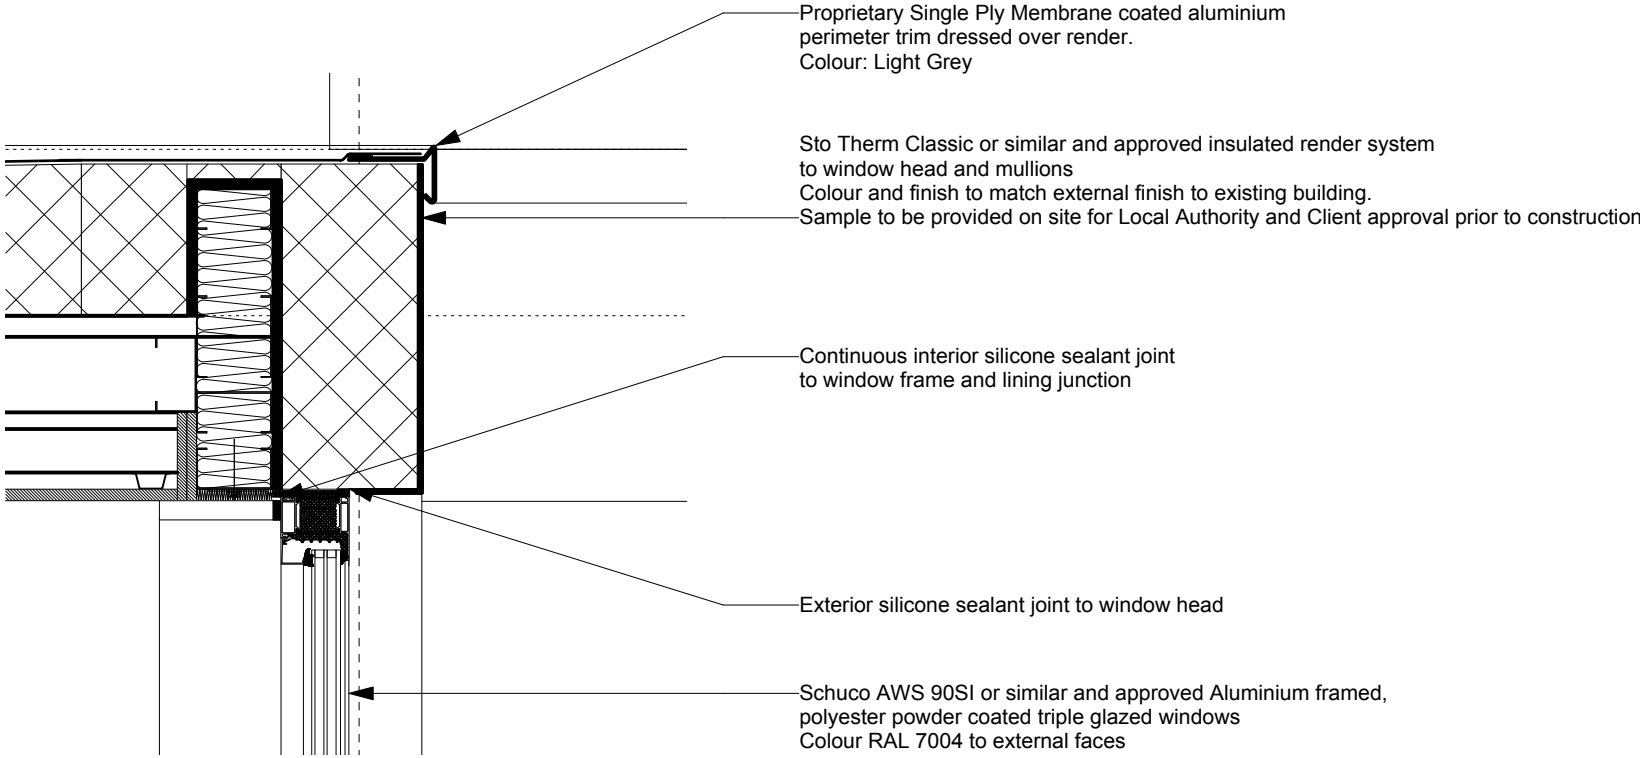 Proprietary Single Ply Membrane coated aluminium
perimeter trim dressed over render.
Colour: Light Grey
Sto Therm Classic or similar and approved insulated render system
to window head and mullions
Colour and finish to match external finish to existing building.
Sample to be provided on site for Local Authority and Client approval prior to construction
Continuous interior silicone sealant joint
to window frame and lining junction
Exterior silicone sealant joint to window head
Schuco AWS 90SI or similar and approved Aluminium framed,
polyester powder coated triple glazed windows
Colour RAL 7004 to external faces